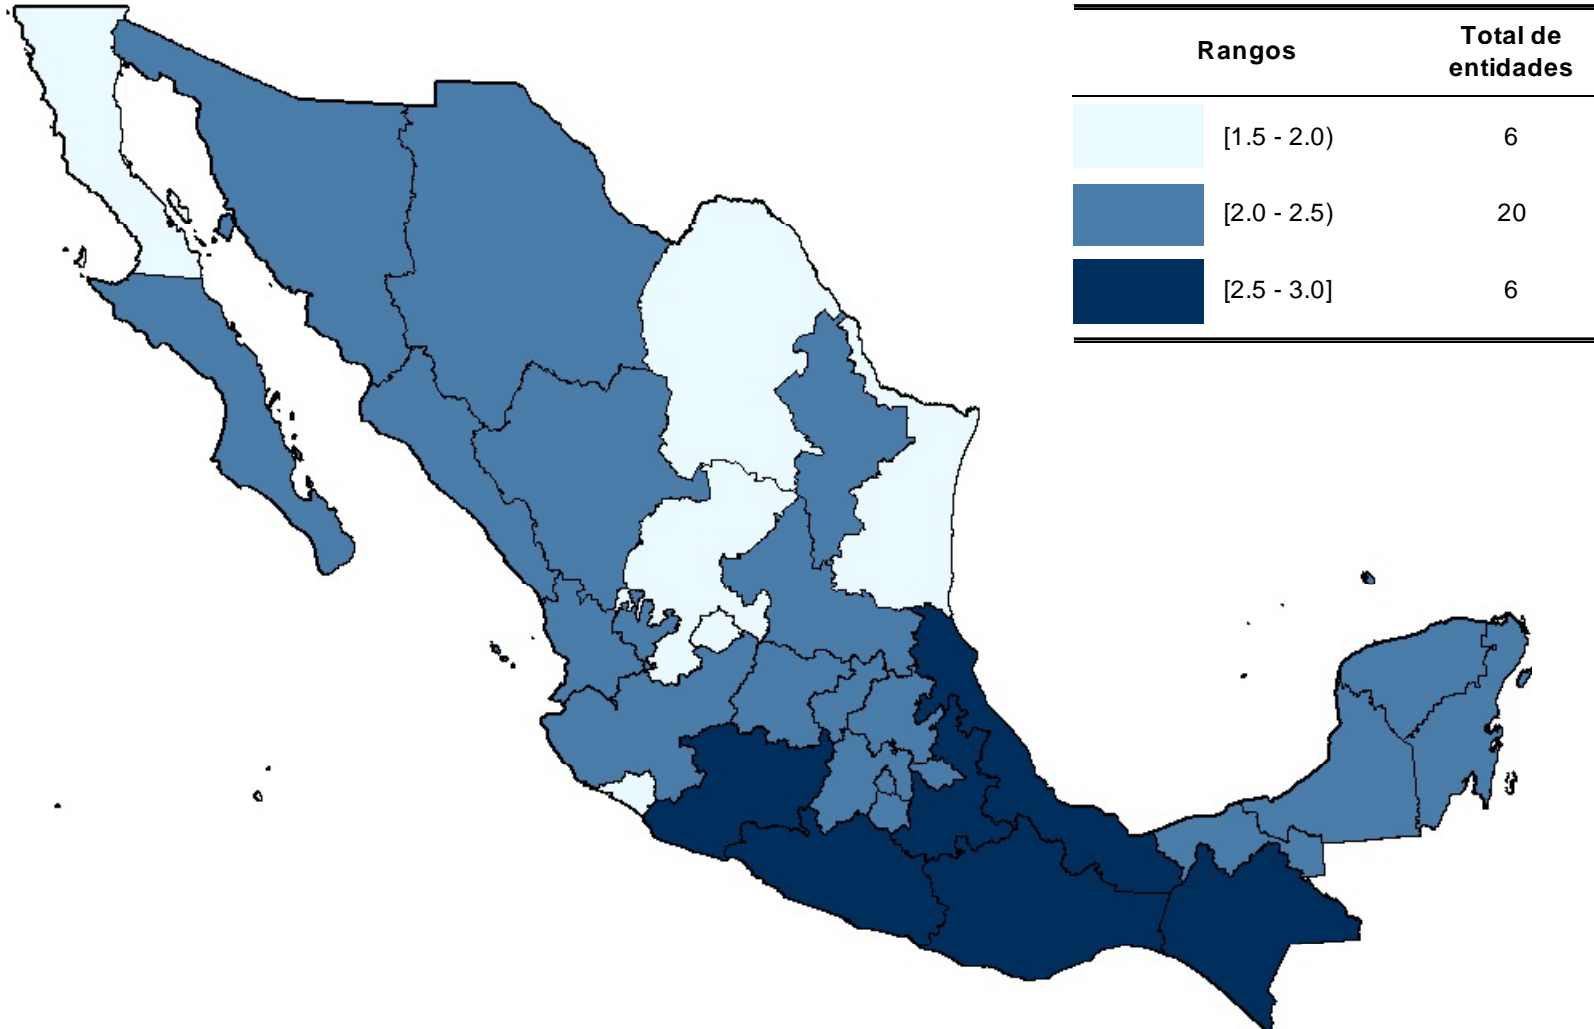 Rangos
Total de
entidades
[1.5 - 2.0)
6
[2.0 - 2.5)
20
[2.5 - 3.0]
6